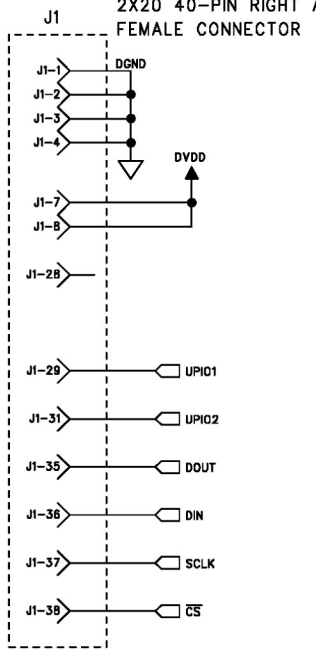 2X20 40-PIN RIGHT A
J1
FEMALE CONNECTOR
J1-1
DGND
J1-2
J1-3
J1-4
DVDD
J1-7
J1-8
J1-28
J1-29
UPIO1
J1-31
UPIO2
J1-35
DOUT
J1-36
DIN
J1-37
SCLK
J1-38
C̅S̅